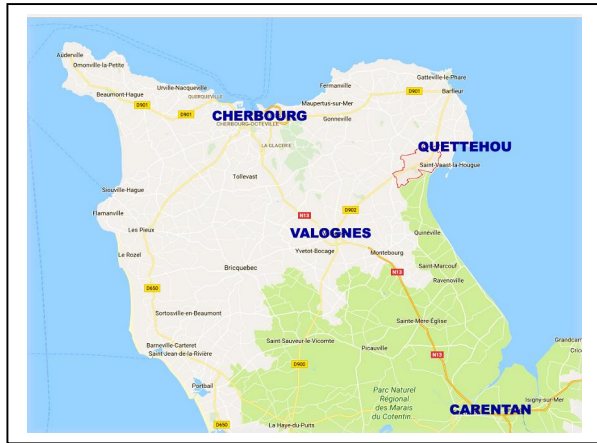 Auderville
Omonville-la-Petite
Gatteville-le-Phare
Urville-Nacqueville
Fermanville
Beaumont-Hague
QUERQUEVILLE
D901
Barfleur
D901
D901
Maupertus-sur-Mer
CHERBOURG
Gonneville
CHERBOURG-OCTEVILLE
LA GLACERIE
QUETTEHOU
Saint-Vaast-la-Hougue
Tollevast
Siouville-Hague
Flamanville
N13
D902
Les Pieux
VALOGNES
Quinéville
Le Rozel
Yvetot-Bocage
Montebourg
Bricquebec
N13
Saint-Marcouf
Ravenoville
D650
Sortosville-en-Beaumont
Sainte-Mère-Église
Saint-Sauveur-le-Vicomte
Grandcam
Barneville-Carteret
Saint-Jean-de-la-Rivière
Picauville
N13
Cric
D900
Portbail
Parc Naturel
Régional
des Marais
du Cotentin...
Isigny-sur-Mer
CARENTAN
D650
La Haye-du-Puits